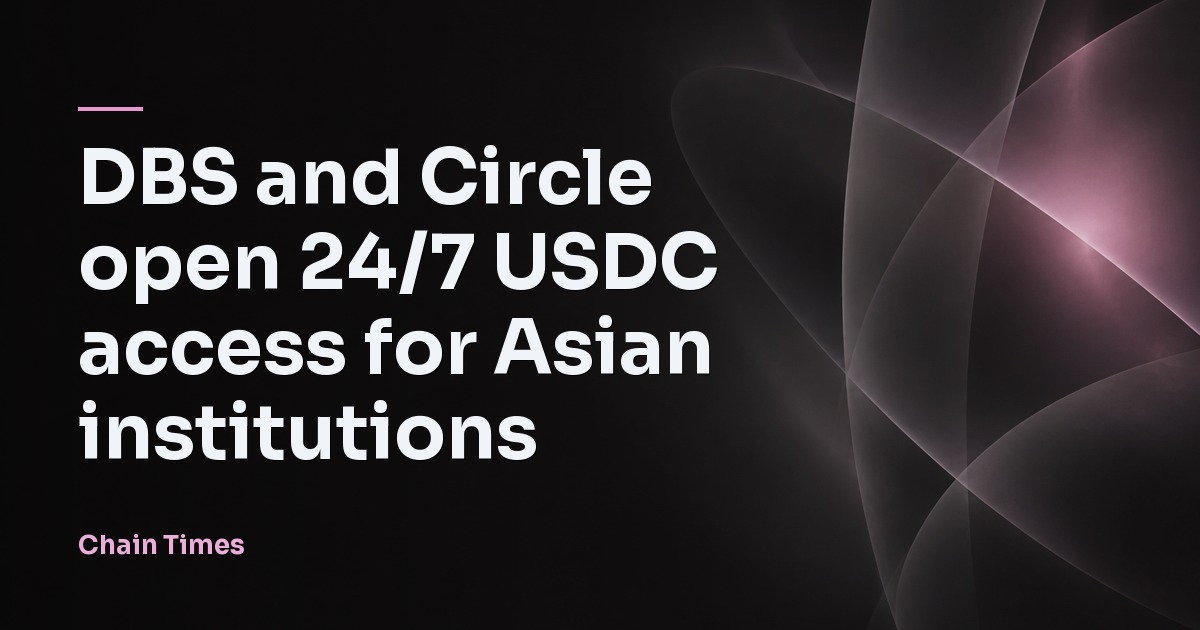 DBS and Circle
open 24/7 USDC
access for Asian
institutions
Chain Times